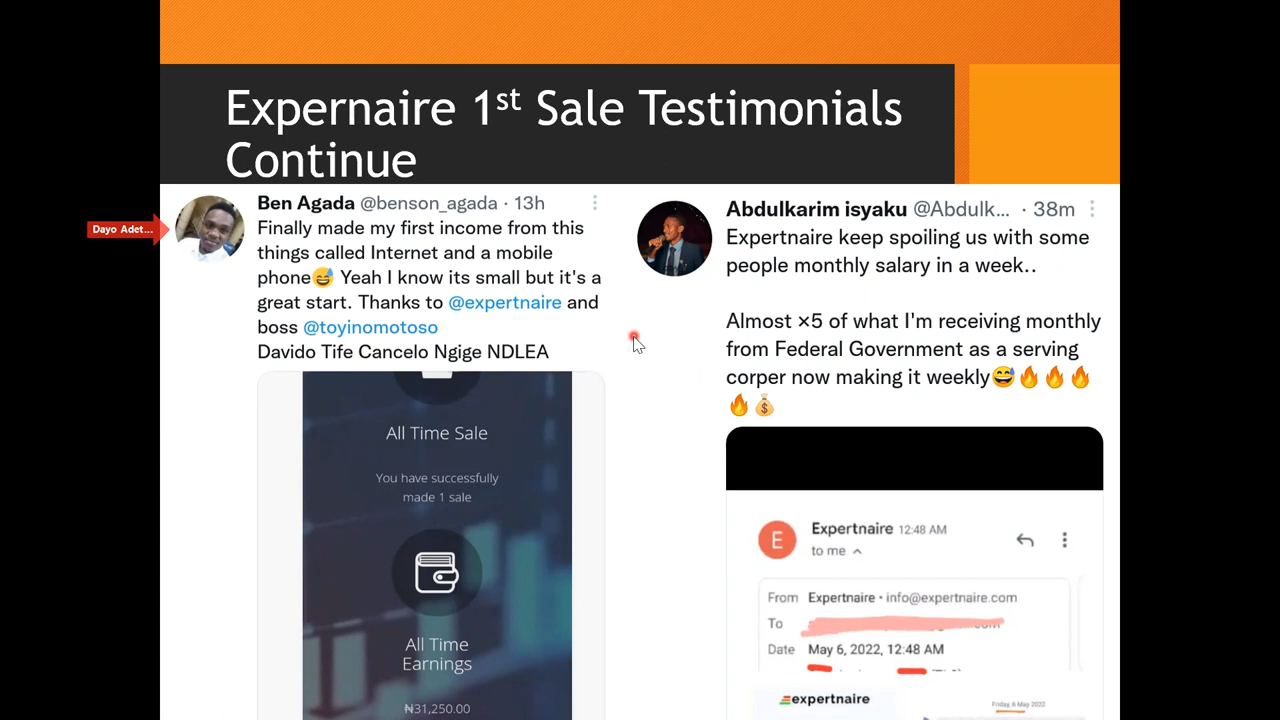 Expernaire 1st Sale Testimonials
Continue
Dayo Adet...
Ben Agada @benson_agada · 13h
Finally made my first income from this
things called Internet and a mobile
phone😅 Yeah I know its small but it's a
great start. Thanks to @expertnaire and
boss @toyinomotoso
Davido Tife Cancelo Ngige NDLEA
All Time Sale
You have successfully
made 1 sale
All Time
Earnings
₦31,250.00
Abdulkarim isyaku @Abdulk... · 38m
Expertnaire keep spoiling us with some
people monthly salary in a week..
Almost ×5 of what I'm receiving monthly
from Federal Government as a serving
corper now making it weekly😅🔥🔥🔥
🔥💰
E
Expertnaire 12:48 AM
to me
From Expertnaire • info@expertnaire.com
To
Date May 6, 2022, 12:48 AM
expertnaire
Friday, 6 May 2022